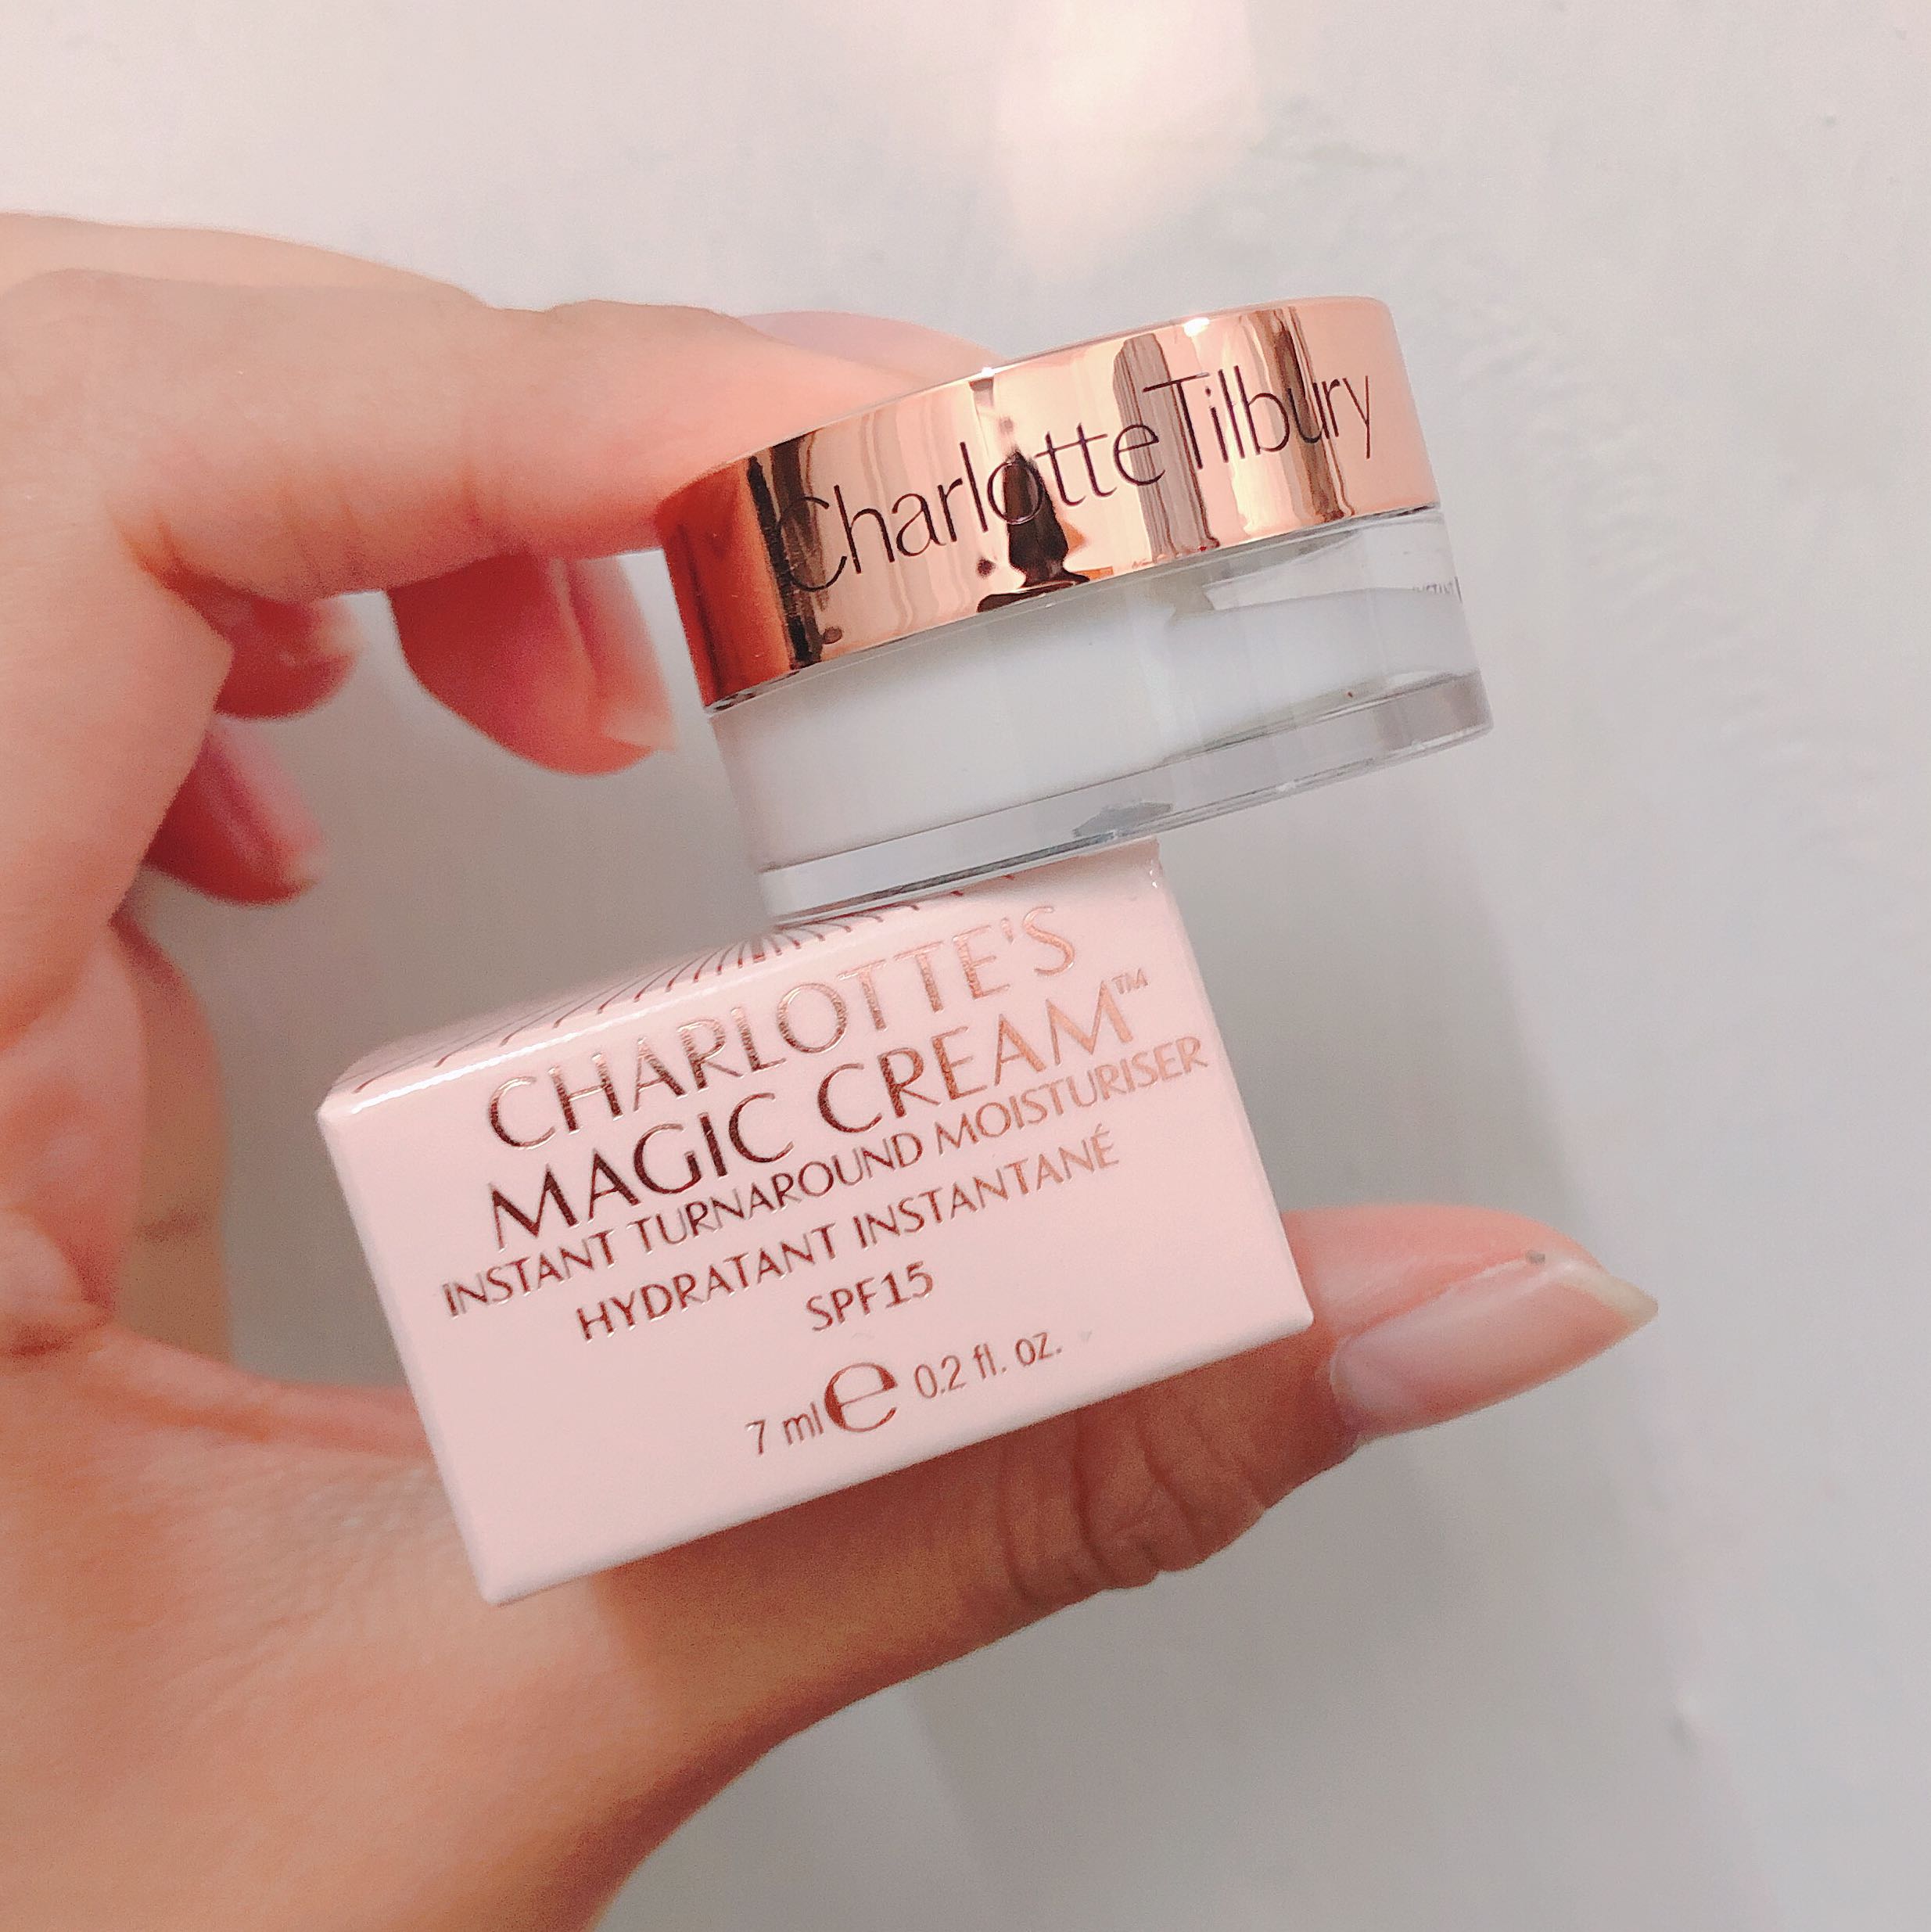 Charlotte Tilbury
CHARLOTTE'S
MAGIC CREAM™
INSTANT TURNAROUND MOISTURISER
HYDRATANT INSTANTANÉ
SPF15
7 ml e 0.2 fl. oz.